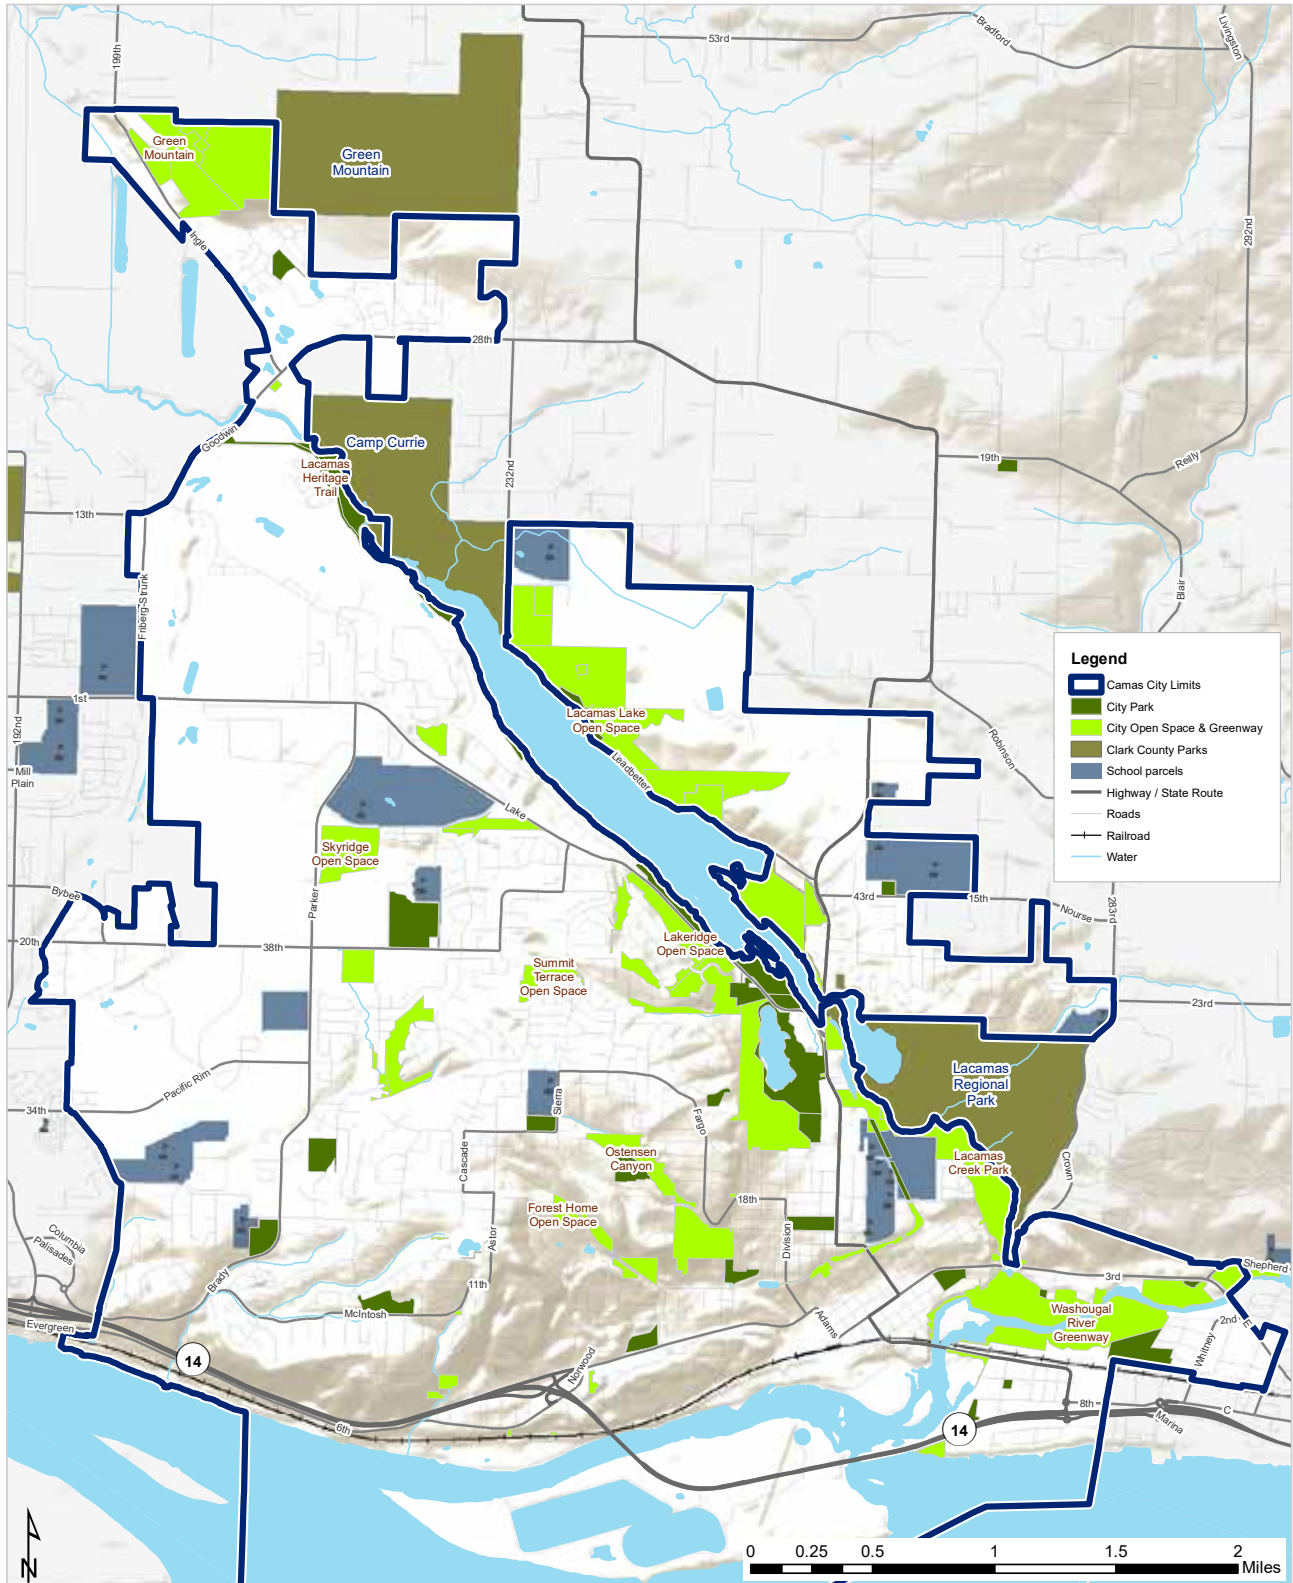 53rd
Bradford
Livingston
199th
Green
Mountain
Green
Mountain
292nd
Ingle
28th
Goodwin
Camp Currie
Lacamas
Heritage
Trail
232nd
19th
Reilly
13th
Friberg-Strunk
Blair
Legend
Camas City Limits
City Park
City Open Space & Greenway
Clark County Parks
School parcels
Highway / State Route
Roads
Railroad
Water
1st
192nd
Mill
Plain
Lacamas Lake
Open Space
Leadbetter
Robinson
Lake
Skyridge
Open Space
Parker
Bybee
43rd
15th
Nourse
283rd
20th
38th
Lakeridge
Open Space
Summit
Terrace
Open Space
23rd
Pacific Rim
34th
Sierra
Fargo
Lacamas
Regional
Park
Cascade
Ostensen
Canyon
Lacamas
Creek Park
Crown
Forest Home
Open Space
18th
Astor
Division
Columbia
Palisades
Brady
11th
McIntosh
Adams
3rd
Shepherd
Washougal
River
Greenway
2nd
E
Whitney
Evergreen
14
Norwood
6th
14
8th
C
Marina
N
0 0.25 0.5 1 1.5 2
Miles